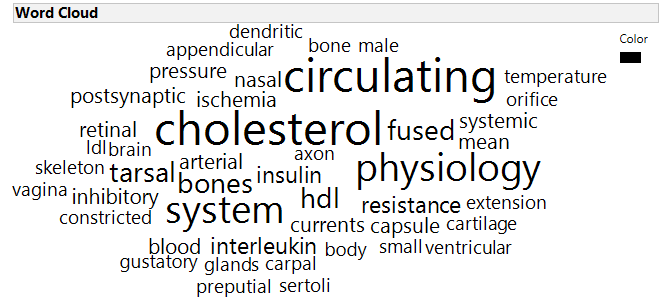 Word Cloud
dendritic
appendicular bone male
Color
pressure nasal circulating temperature
postsynaptic ischemia orifice
retinal cholesterol fused systemic
ldl brain mean
skeleton tarsal arterial axon physiology
vagina inhibitory bones insulin
constricted system hdl resistance extension
currents capsule cartilage
blood interleukin body small ventricular
gustatory glands carpal
preputial sertoli